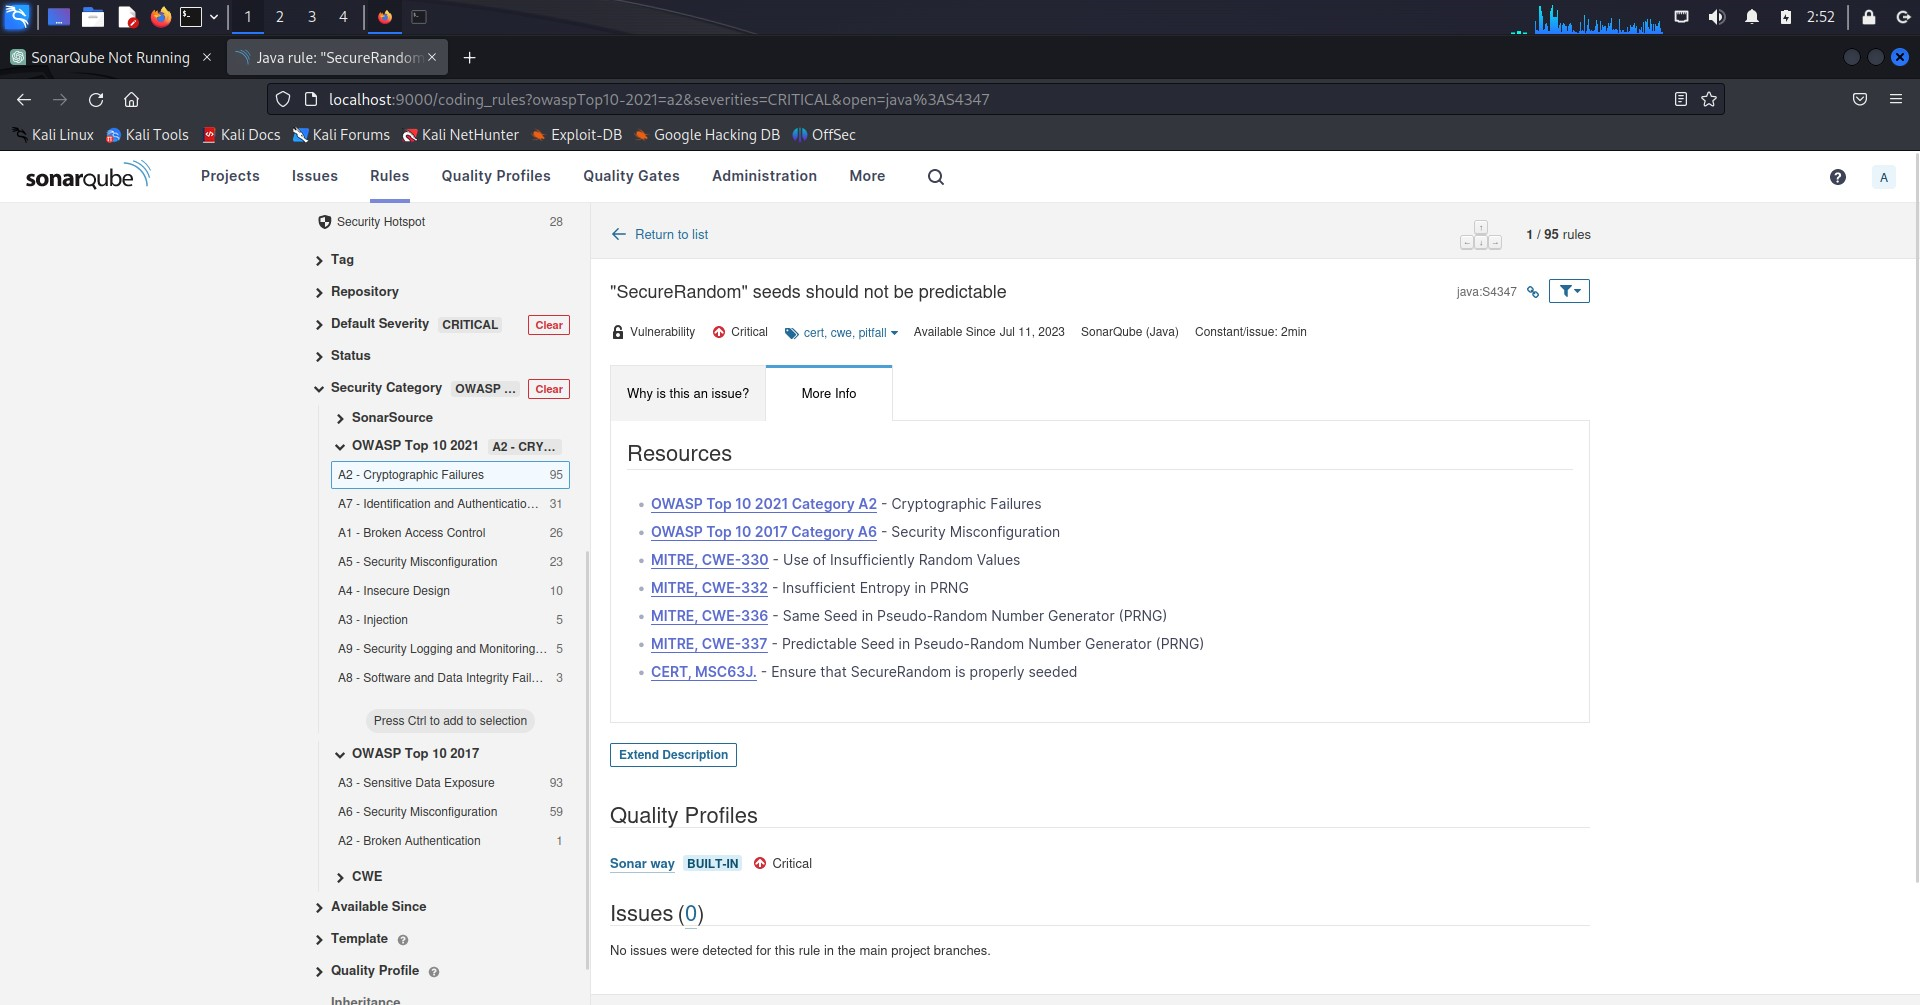 1 2 3 4 2:52
SonarQube Not Running × Java rule: "SecureRandom × +
localhost:9000/coding_rules?owaspTop10-2021=a2&severities=CRITICAL&open=java%3AS4347
Kali Linux Kali Tools Kali Docs Kali Forums Kali NetHunter Exploit-DB Google Hacking DB OffSec
sonarqube Projects Issues Rules Quality Profiles Quality Gates Administration More ? A
Security Hotspot 28
Tag
Repository
Default Severity CRITICAL Clear
Status
Security Category OWASP ... Clear
SonarSource
OWASP Top 10 2021 A2 - CRY...
A2 - Cryptographic Failures 95
A7 - Identification and Authenticatio... 31
A1 - Broken Access Control 26
A5 - Security Misconfiguration 23
A4 - Insecure Design 10
A3 - Injection 5
A9 - Security Logging and Monitoring... 5
A8 - Software and Data Integrity Fail... 3
Press Ctrl to add to selection
OWASP Top 10 2017
A3 - Sensitive Data Exposure 93
A6 - Security Misconfiguration 59
A2 - Broken Authentication 1
CWE
Available Since
Template ?
Quality Profile ?
Inheritance
← Return to list 1 / 95 rules
"SecureRandom" seeds should not be predictable java:S4347
Vulnerability Critical cert, cwe, pitfall Available Since Jul 11, 2023 SonarQube (Java) Constant/issue: 2min
Why is this an issue? More Info
Resources
• OWASP Top 10 2021 Category A2 - Cryptographic Failures
• OWASP Top 10 2017 Category A6 - Security Misconfiguration
• MITRE, CWE-330 - Use of Insufficiently Random Values
• MITRE, CWE-332 - Insufficient Entropy in PRNG
• MITRE, CWE-336 - Same Seed in Pseudo-Random Number Generator (PRNG)
• MITRE, CWE-337 - Predictable Seed in Pseudo-Random Number Generator (PRNG)
• CERT, MSC63J. - Ensure that SecureRandom is properly seeded
Extend Description
Quality Profiles
Sonar way BUILT-IN Critical
Issues (0)
No issues were detected for this rule in the main project branches.